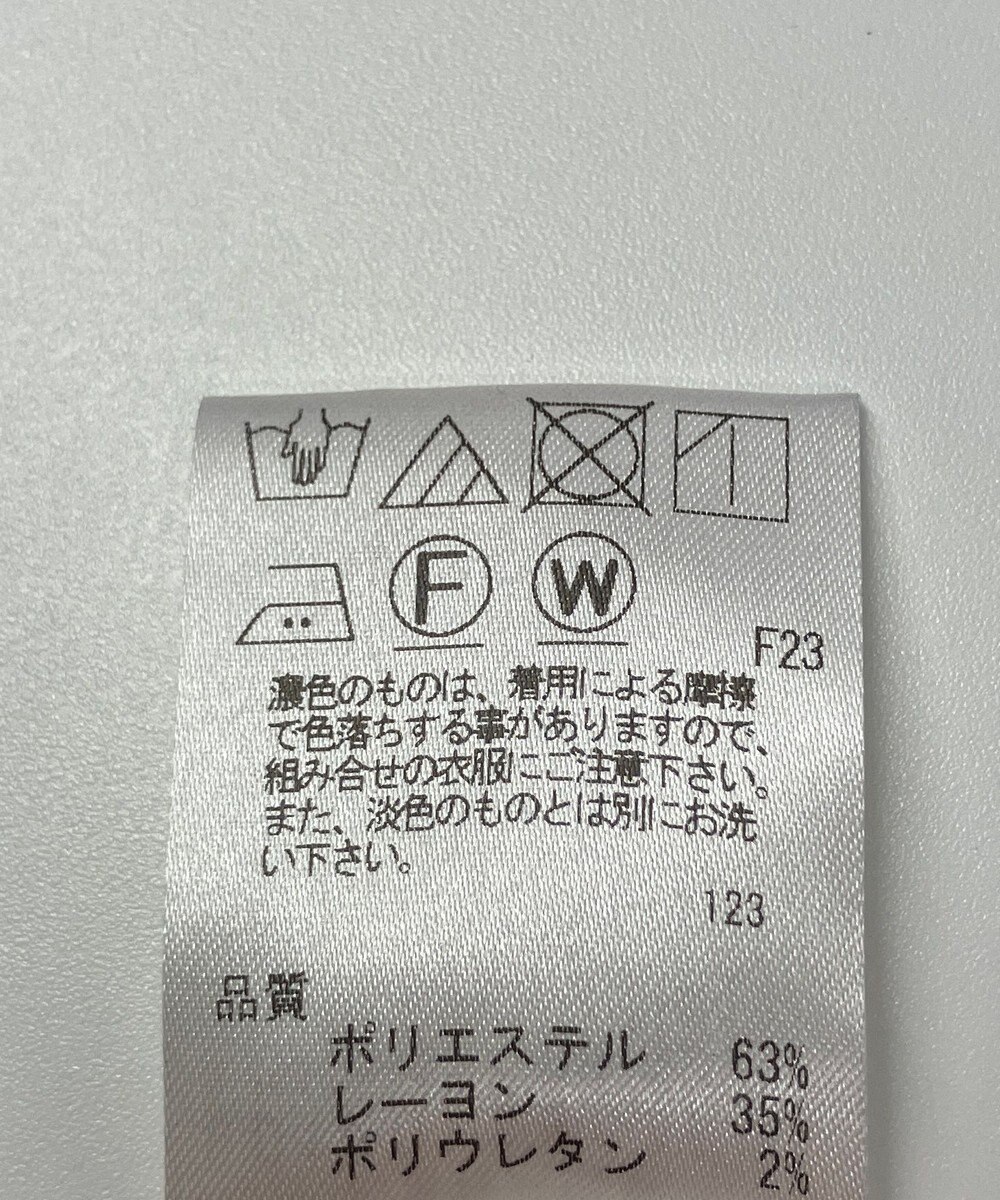 F
W
F23
濃色のものは、着用による摩擦
で色落ちする事がありますので、
組み合せの衣服にご注意下さい。
また、淡色のものとは別にお洗
い下さい。
123
品質
ポリエステル 63%
レーヨン 35%
ポリウレタン 2%